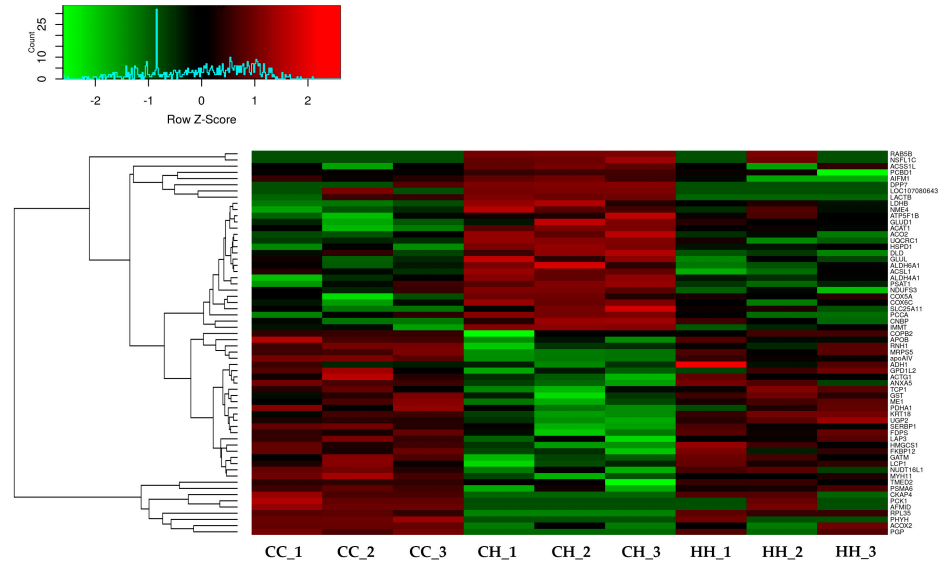 Count
0 10 25
-2 -1 0 1 2
Row Z-Score
RAB5B
NSFL1C
ACSS1L
PCBD1
AIFM1
DPP7
LOC107080643
LACTB
LDHB
NME4
ATP5F1B
GLUD1
ACAT1
ACO2
UQCRC1
HSPD1
DLD
GLUL
ALDH6A1
ACSL1
ALDH4A1
PSAT1
NDUFS3
COX5A
COX6C
SLC25A11
PCCA
CNBP
IMMT
COPB2
APOB
RNH1
MRPS5
apoAIV
ADH1
GPD1L2
ACTG1
ANXA5
TCP1
GST
ME1
PDHA1
KRT18
UGP2
SERBP1
FDPS
LAP3
HMGCS1
FKBP12
GATM
LCP1
NUDT16L1
MYH11
TMED2
PSMA6
CKAP4
PCK1
AFMID
RPL35
PHYH
ACOX2
PGP
CC_1 CC_2 CC_3 CH_1 CH_2 CH_3 HH_1 HH_2 HH_3